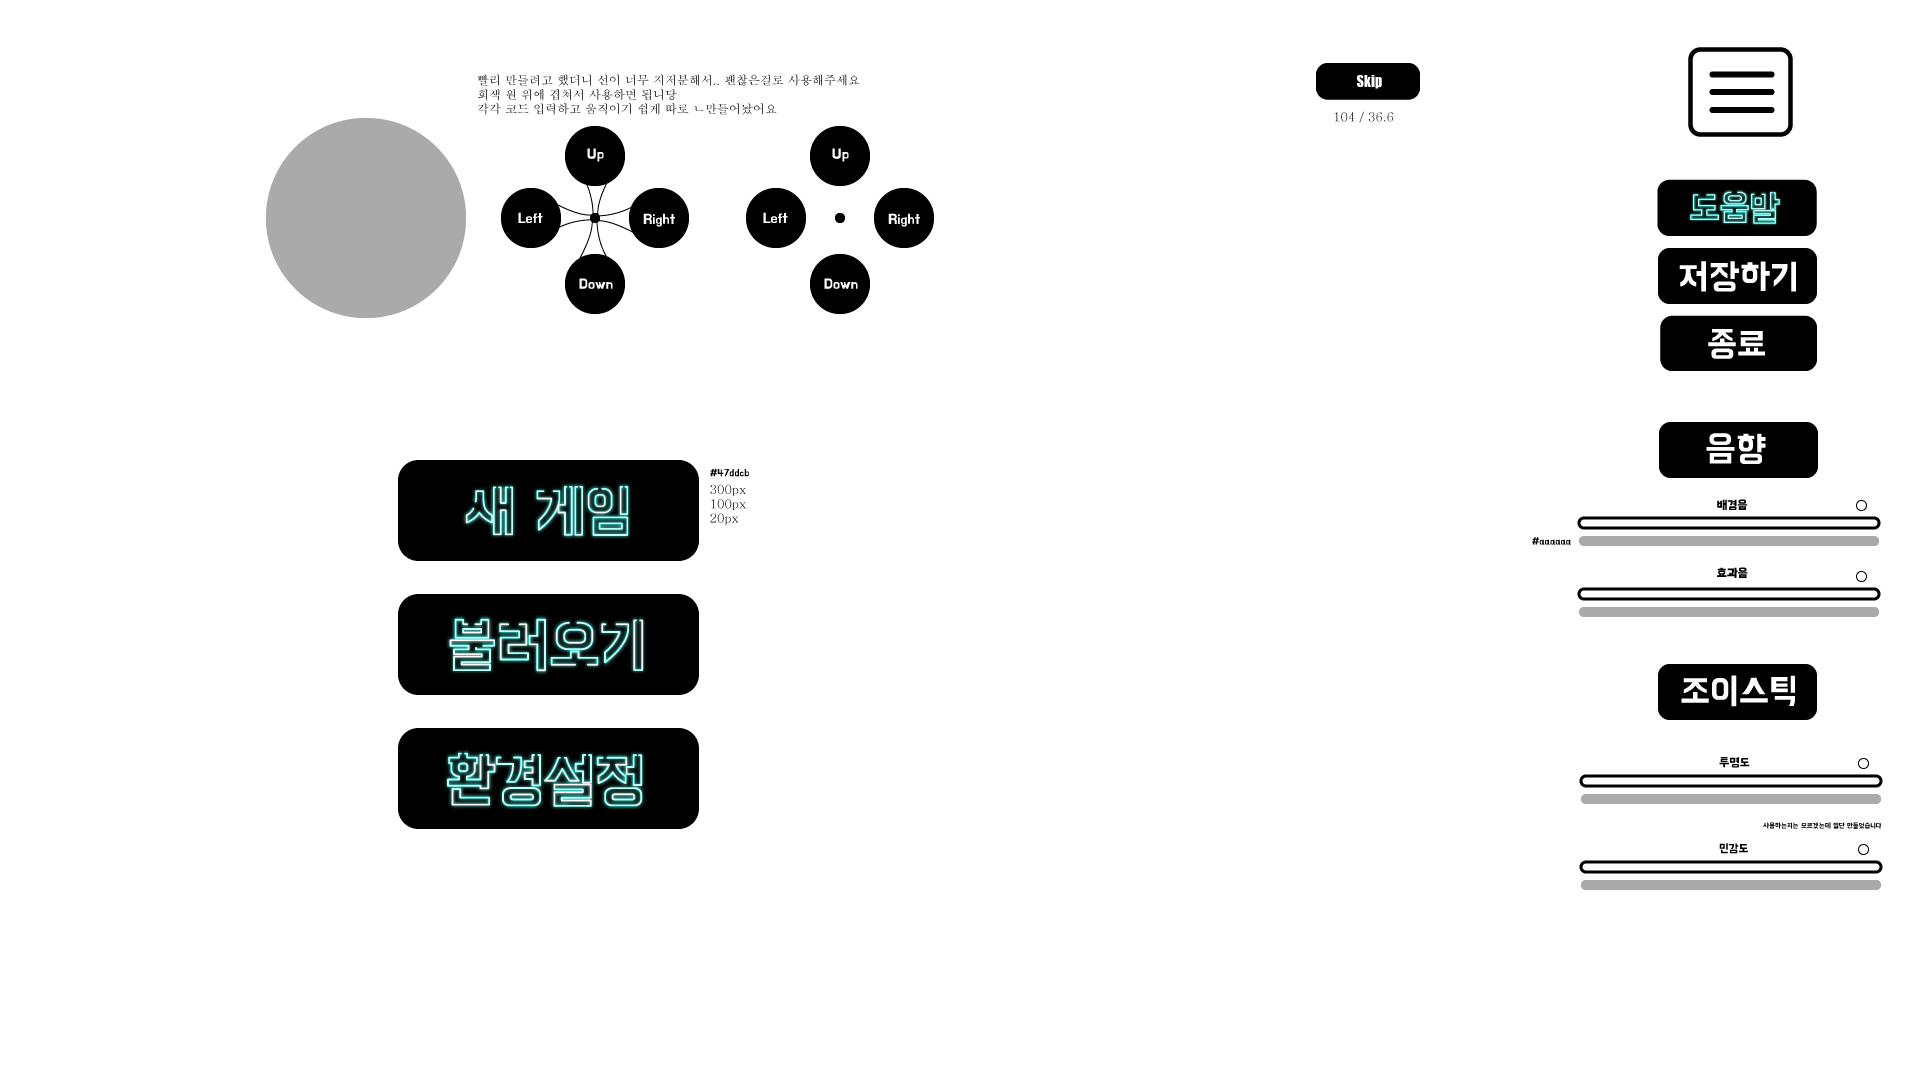 빨리 만들려고 했더니 선이 너무 지저분해서.. 괜찮은걸로 사용해주세요
회색 원 위에 겹쳐서 사용하면 됩니당
각각 코드 입력하고 움직이기 쉽게 따로 ㄴ만들어놨어요
Up
Left
Right
Down
Up
Left
Right
Down
Skip
104 / 36.6
도움말
저장하기
종료
새 게임
#47ddcb
300px
100px
20px
불러오기
환경설정
음향
배경음
#aaaaaa
효과음
조이스틱
투명도
사용하는지는 모르겠는데 일단 만들었습니다
민감도